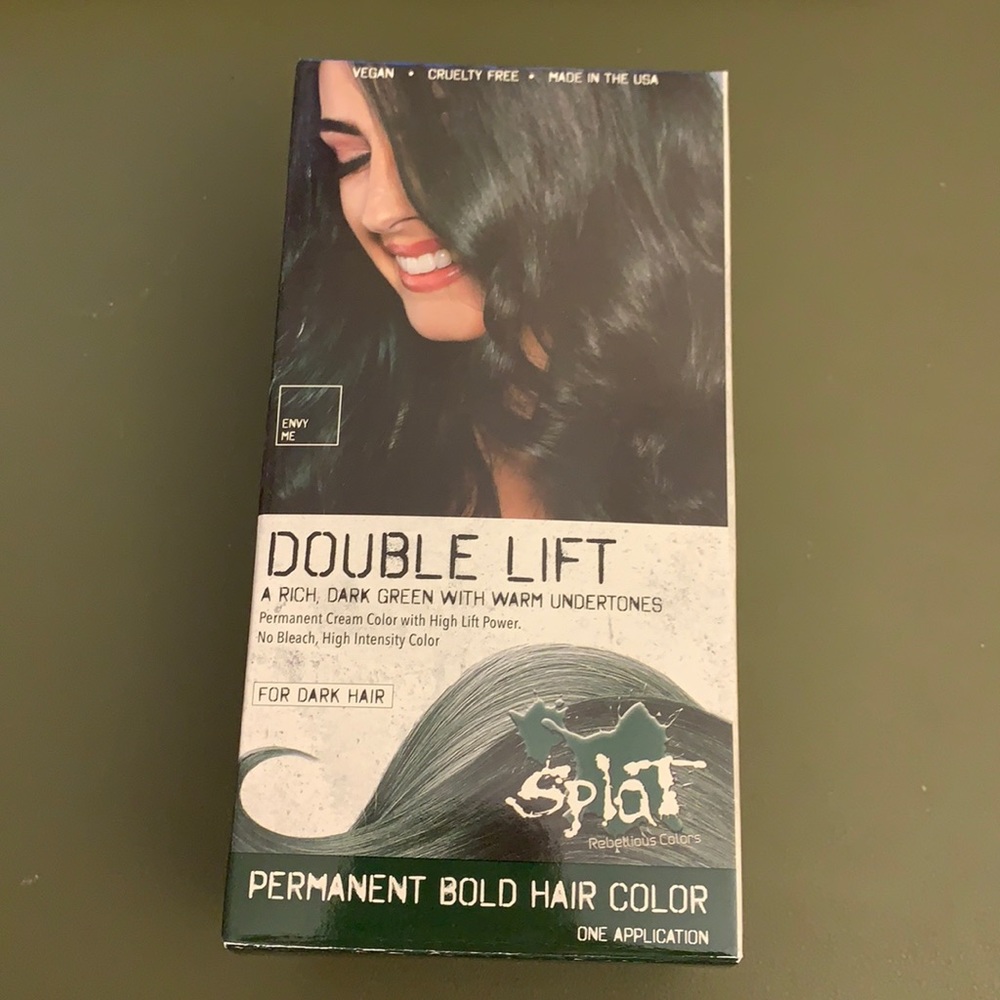 VEGAN • CRUELTY FREE • MADE IN THE USA
ENVY
ME
DOUBLE LIFT
A RICH, DARK GREEN WITH WARM UNDERTONES
Permanent Cream Color with High Lift Power.
No Bleach, High Intensity Color
FOR DARK HAIR
Splat
Rebellious Colors
PERMANENT BOLD HAIR COLOR
ONE APPLICATION